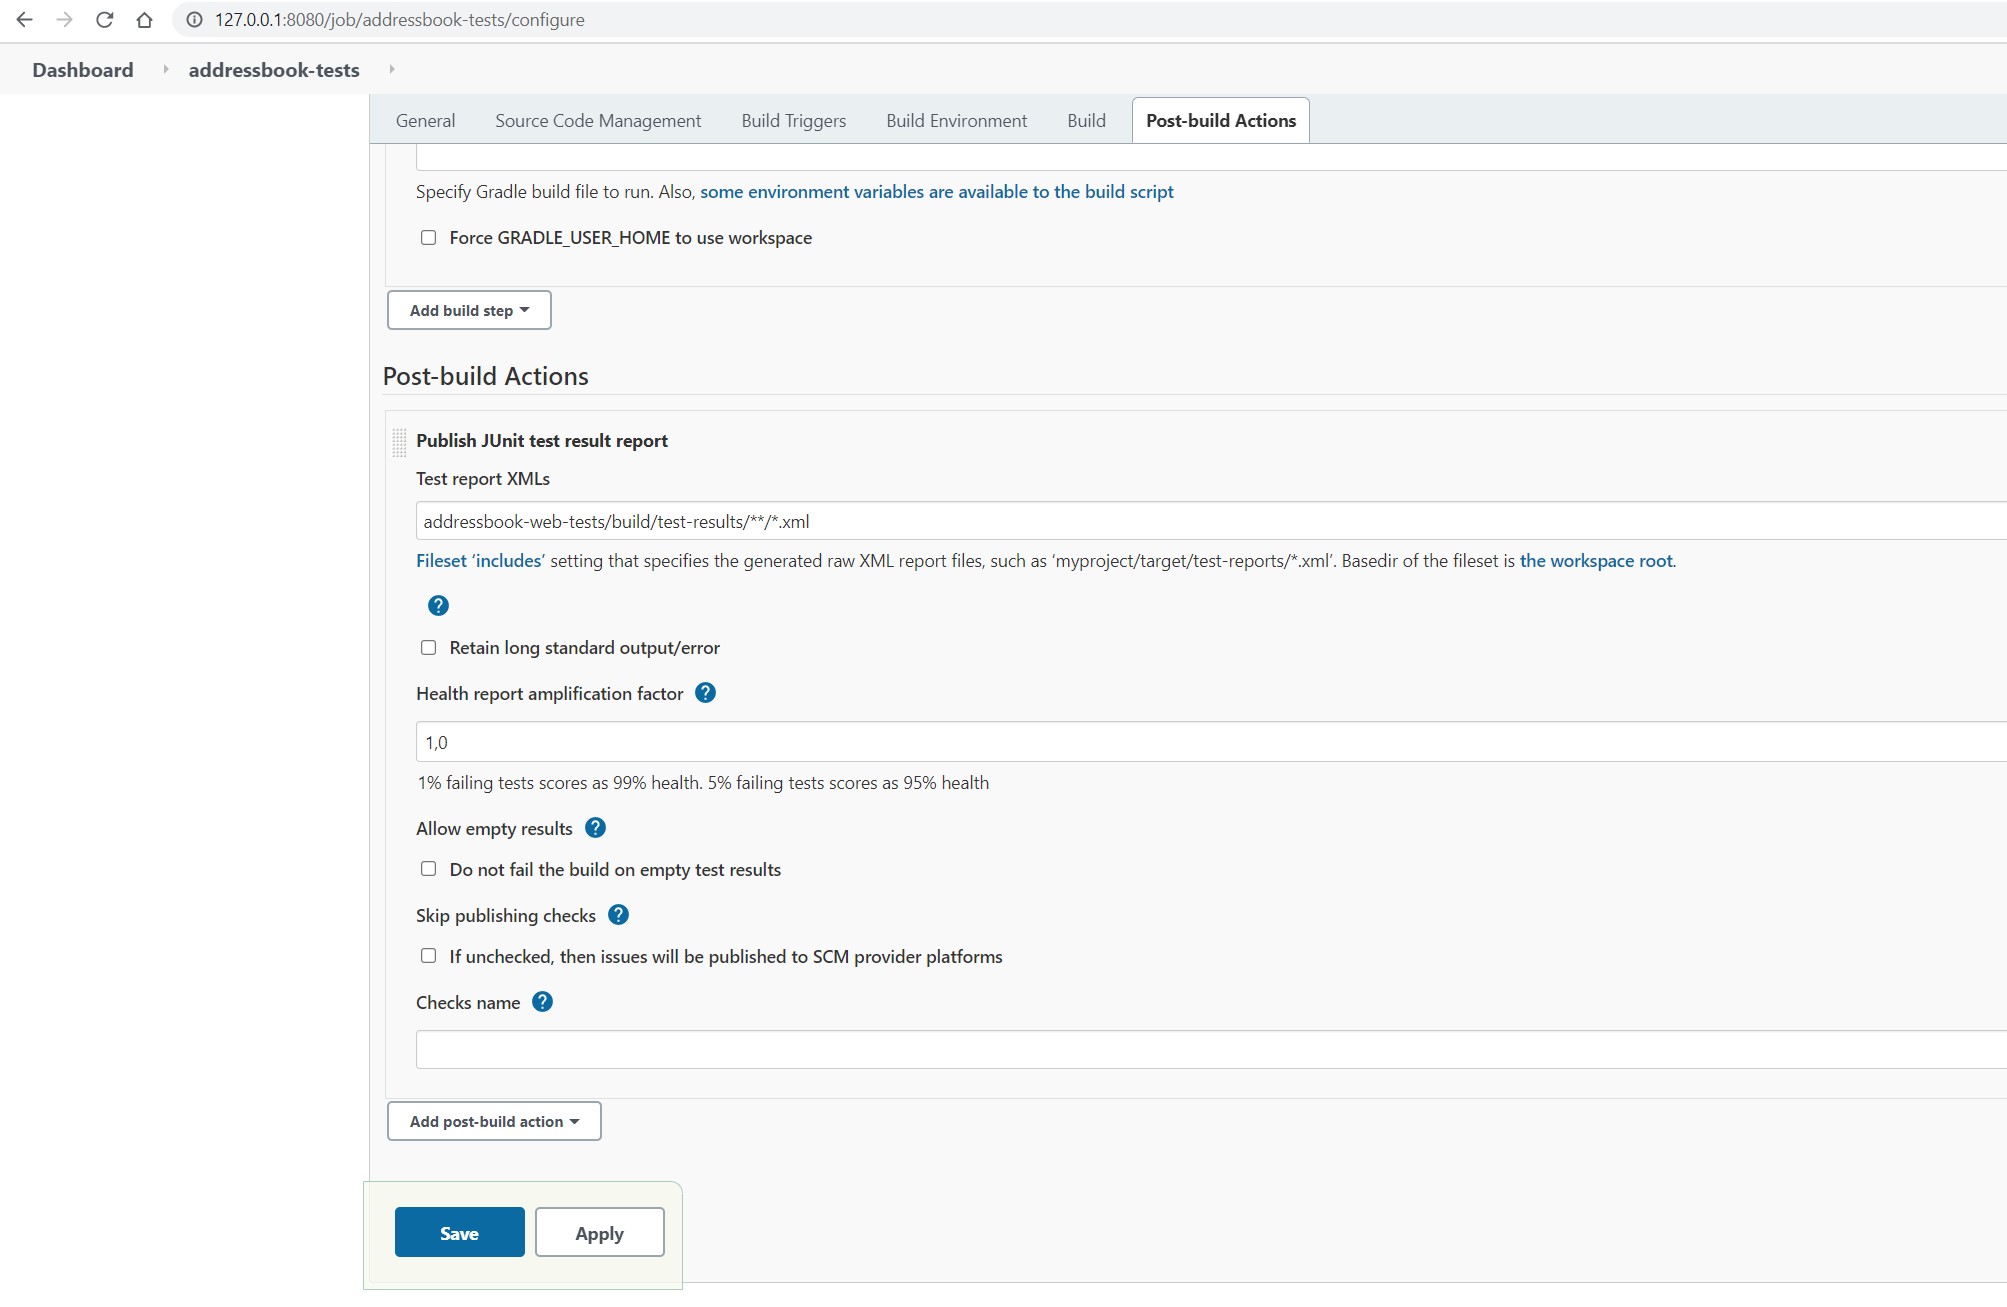 127.0.0.1:8080/job/addressbook-tests/configure
Dashboard addressbook-tests
General Source Code Management Build Triggers Build Environment Build Post-build Actions
Specify Gradle build file to run. Also, some environment variables are available to the build script
Force GRADLE_USER_HOME to use workspace
Add build step
Post-build Actions
Publish JUnit test result report
Test report XMLs
addressbook-web-tests/build/test-results/**/*.xml
Fileset ‘includes’ setting that specifies the generated raw XML report files, such as ‘myproject/target/test-reports/*.xml’. Basedir of the fileset is the workspace root.
?
Retain long standard output/error
Health report amplification factor ?
1,0
1% failing tests scores as 99% health. 5% failing tests scores as 95% health
Allow empty results ?
Do not fail the build on empty test results
Skip publishing checks ?
If unchecked, then issues will be published to SCM provider platforms
Checks name ?
Add post-build action
Save Apply